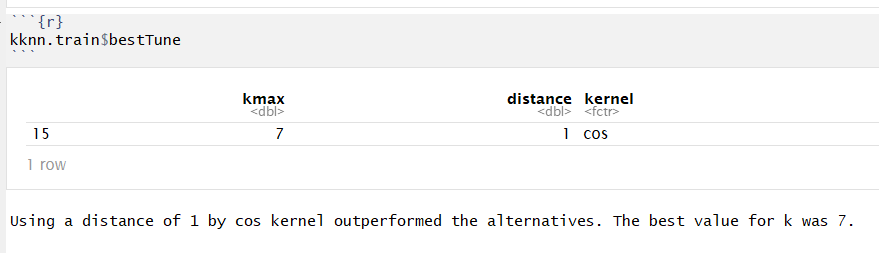 ```{r}
kknn.train$bestTune
```
kmax distance kernel
<dbl> <dbl> <fctr>
15 7 1 cos
1 row
Using a distance of 1 by cos kernel outperformed the alternatives. The best value for k was 7.